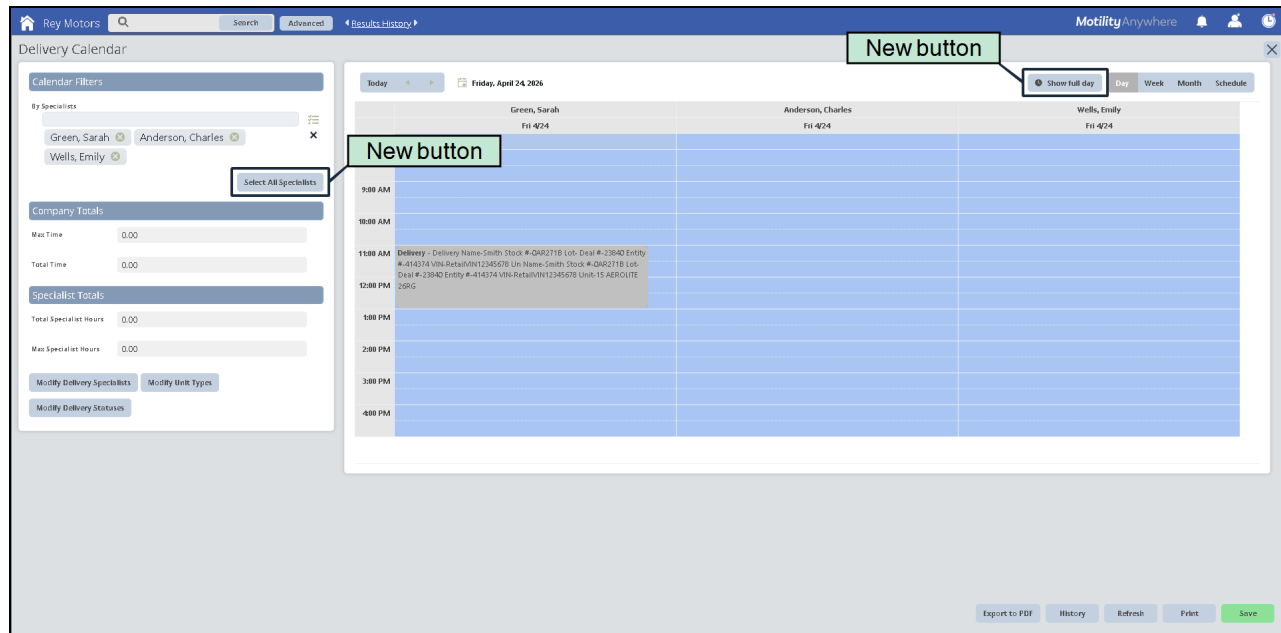 Rey Motors Search Advanced Results History MotilityAnywhere
Delivery Calendar
New button
Calendar Filters
By Specialists
Green, Sarah Anderson, Charles
Wells, Emily
New button
Select All Specialists
Company Totals
Max Time 0.00
Total Time 0.00
Specialist Totals
Total Specialist Hours 0.00
Max Specialist Hours 0.00
Modify Delivery Specialists Modify Unit Types
Modify Delivery Statuses
Today Friday, April 24, 2026 Show full day Day Week Month Schedule
Green, Sarah Anderson, Charles Wells, Emily
Fri 4/24 Fri 4/24 Fri 4/24
9:00 AM
10:00 AM
11:00 AM Delivery - Delivery Name-Smith Stock #-QAR271B Lot- Deal #-23840 Entity
#-414374 VIN-RetailVIN12345678 Un Name-Smith Stock #-QAR271B Lot-
Deal #-23840 Entity #-414374 VIN-RetailVIN12345678 Unit-15 AEROLITE
12:00 PM 26RG
1:00 PM
2:00 PM
3:00 PM
4:00 PM
Export to PDF History Refresh Print Save